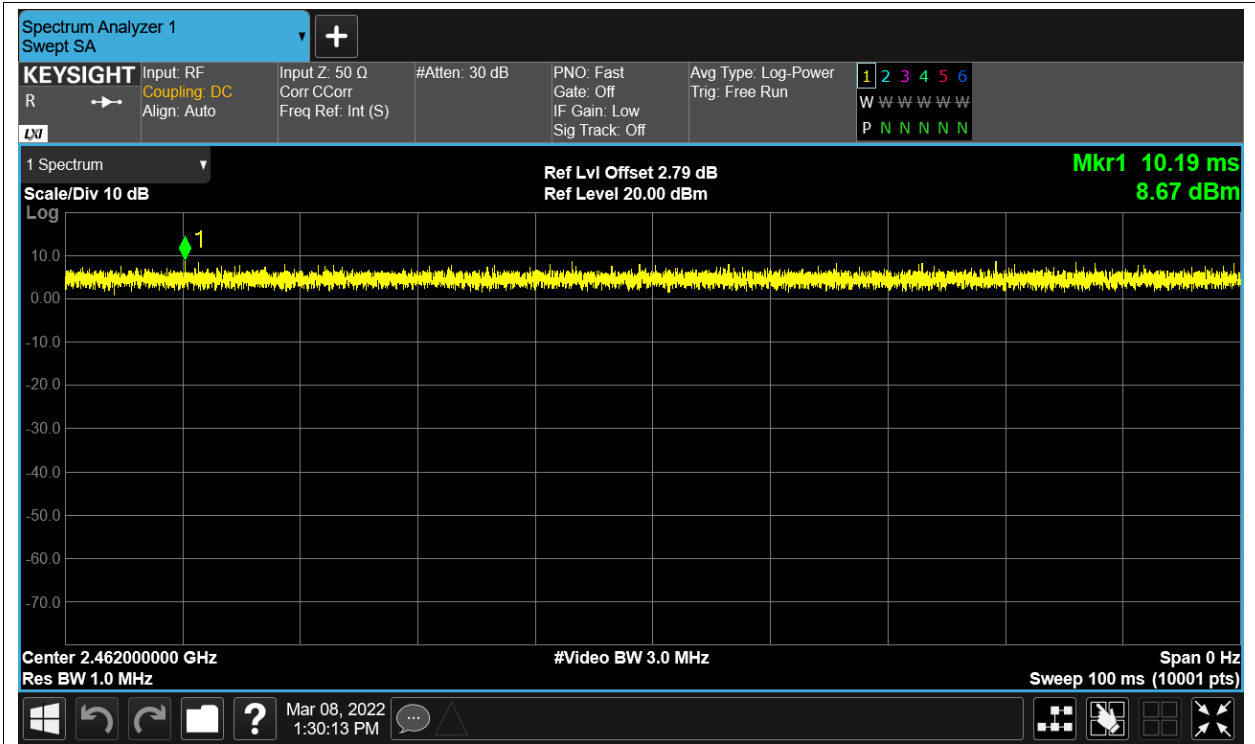 Spectrum Analyzer 1
Swept SA
KEYSIGHT
R
LXI
Input: RF
Coupling: DC
Align: Auto
Input Z: 50 Ω
Corr CCorr
Freq Ref: Int (S)
#Atten: 30 dB
PNO: Fast
Gate: Off
IF Gain: Low
Sig Track: Off
Avg Type: Log-Power
Trig: Free Run
1 2 3 4 5 6
W W W W W W
P N N N N N
1 Spectrum
Scale/Div 10 dB
Log
Ref Lvl Offset 2.79 dB
Ref Level 20.00 dBm
Mkr1 10.19 ms
8.67 dBm
1
10.0
0.00
-10.0
-20.0
-30.0
-40.0
-50.0
-60.0
-70.0
Center 2.462000000 GHz
Res BW 1.0 MHz
#Video BW 3.0 MHz
Span 0 Hz
Sweep 100 ms (10001 pts)
?
Mar 08, 2022
1:30:13 PM